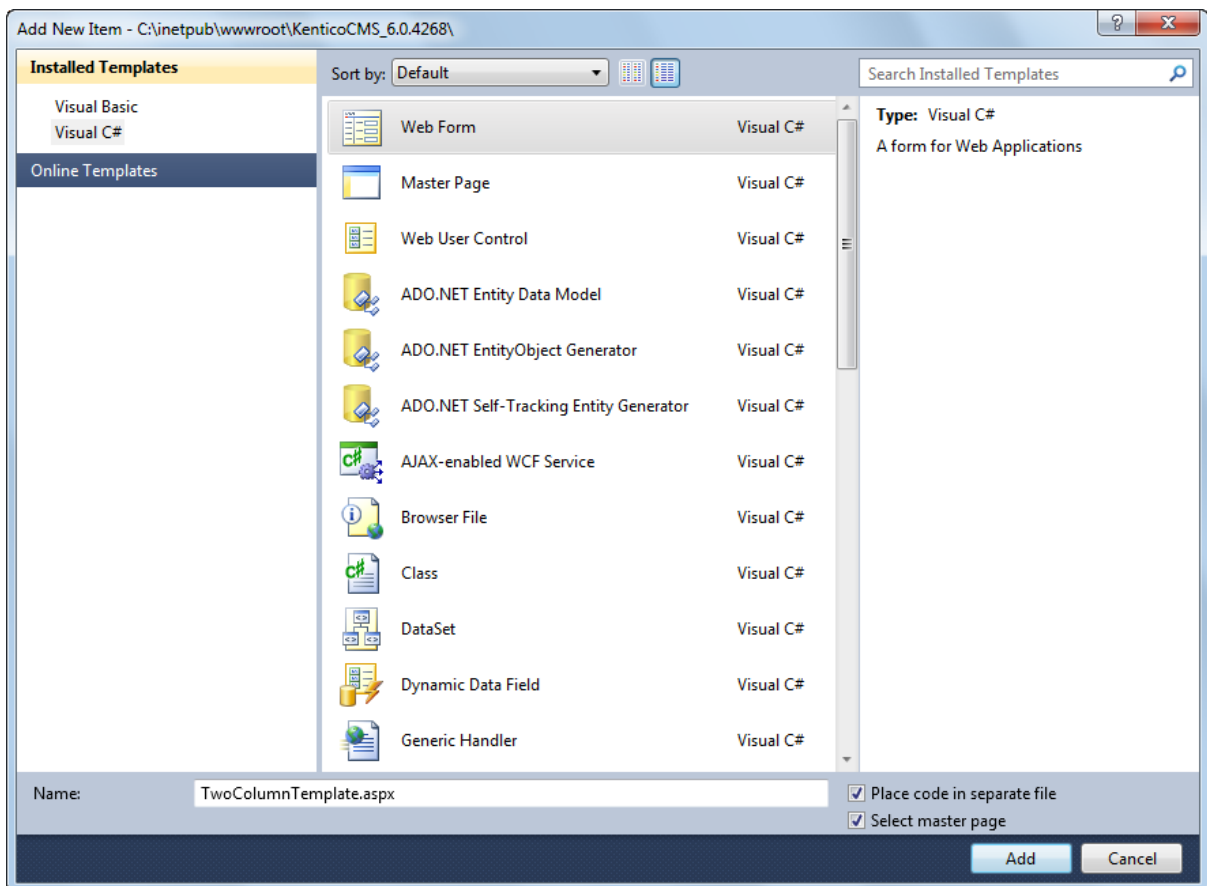 Add New Item - C:\inetpub\wwwroot\KenticoCMS_6.0.4268\
Installed Templates
Visual Basic
Visual C#
Online Templates
Sort by: Default
Search Installed Templates
Web Form Visual C#
Master Page Visual C#
Web User Control Visual C#
ADO.NET Entity Data Model Visual C#
ADO.NET EntityObject Generator Visual C#
ADO.NET Self-Tracking Entity Generator Visual C#
AJAX-enabled WCF Service Visual C#
Browser File Visual C#
Class Visual C#
DataSet Visual C#
Dynamic Data Field Visual C#
Generic Handler Visual C#
Type: Visual C#
A form for Web Applications
Name: TwoColumnTemplate.aspx
Place code in separate file
Select master page
Add Cancel